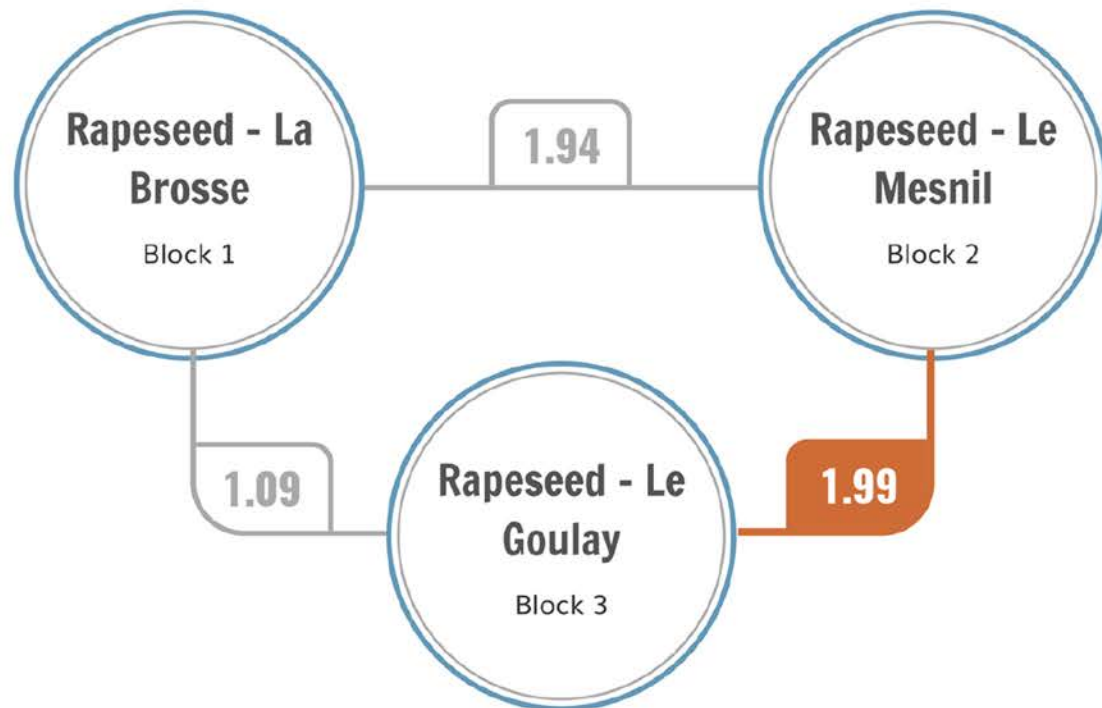 Rapeseed - La
Brosse
Block 1
1.94
Rapeseed - Le
Mesnil
Block 2
1.09
Rapeseed - Le
Goulay
Block 3
1.99